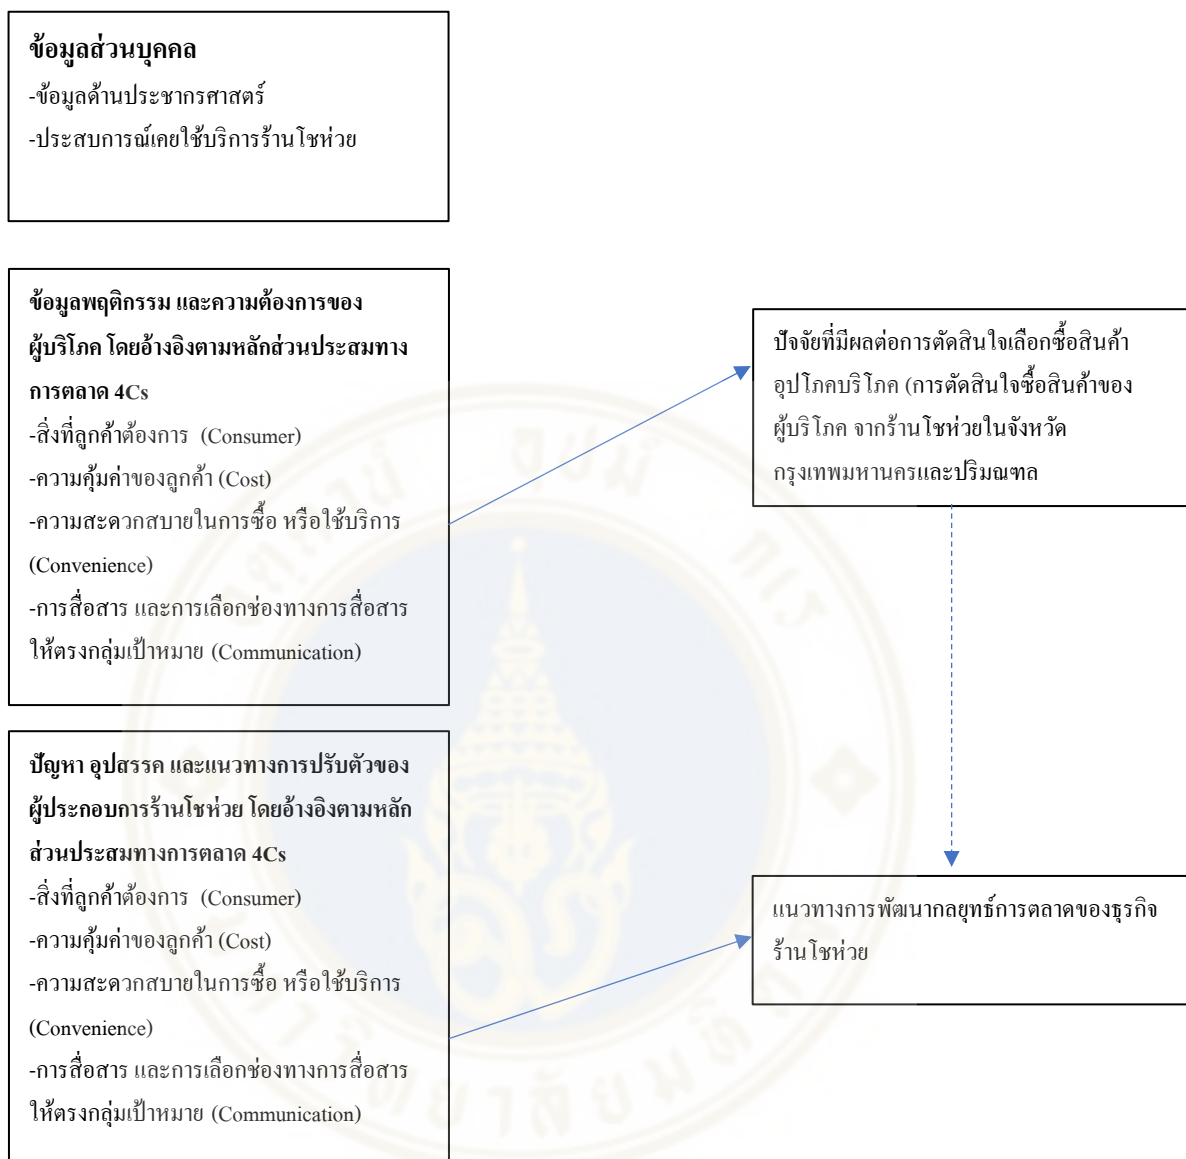 ข้อมูลส่วนบุคคล
-ข้อมูลด้านประชากรศาสตร์
-ประสบการณ์เคยใช้บริการร้านโชห่วย
ข้อมูลพฤติกรรม และความต้องการของ
ผู้บริโภค โดยอ้างอิงตามหลักส่วนประสมทาง
การตลาด 4Cs
-สิ่งที่ลูกค้าต้องการ (Consumer)
-ความคุ้มค่าของลูกค้า (Cost)
-ความสะดวกสบายในการซื้อ หรือใช้บริการ
(Convenience)
-การสื่อสาร และการเลือกช่องทางการสื่อสาร
ให้ตรงกลุ่มเป้าหมาย (Communication)
ปัจจัยที่มีผลต่อการตัดสินใจเลือกซื้อสินค้า
อุปโภคบริโภค (การตัดสินใจซื้อสินค้าของ
ผู้บริโภค จากร้านโชห่วยในจังหวัด
กรุงเทพมหานครและปริมณฑล
ปัญหา อุปสรรค และแนวทางการปรับตัวของ
ผู้ประกอบการร้านโชห่วย โดยอ้างอิงตามหลัก
ส่วนประสมทางการตลาด 4Cs
-สิ่งที่ลูกค้าต้องการ (Consumer)
-ความคุ้มค่าของลูกค้า (Cost)
-ความสะดวกสบายในการซื้อ หรือใช้บริการ
(Convenience)
-การสื่อสาร และการเลือกช่องทางการสื่อสาร
ให้ตรงกลุ่มเป้าหมาย (Communication)
แนวทางการพัฒนากลยุทธ์การตลาดของธุรกิจ
ร้านโชห่วย